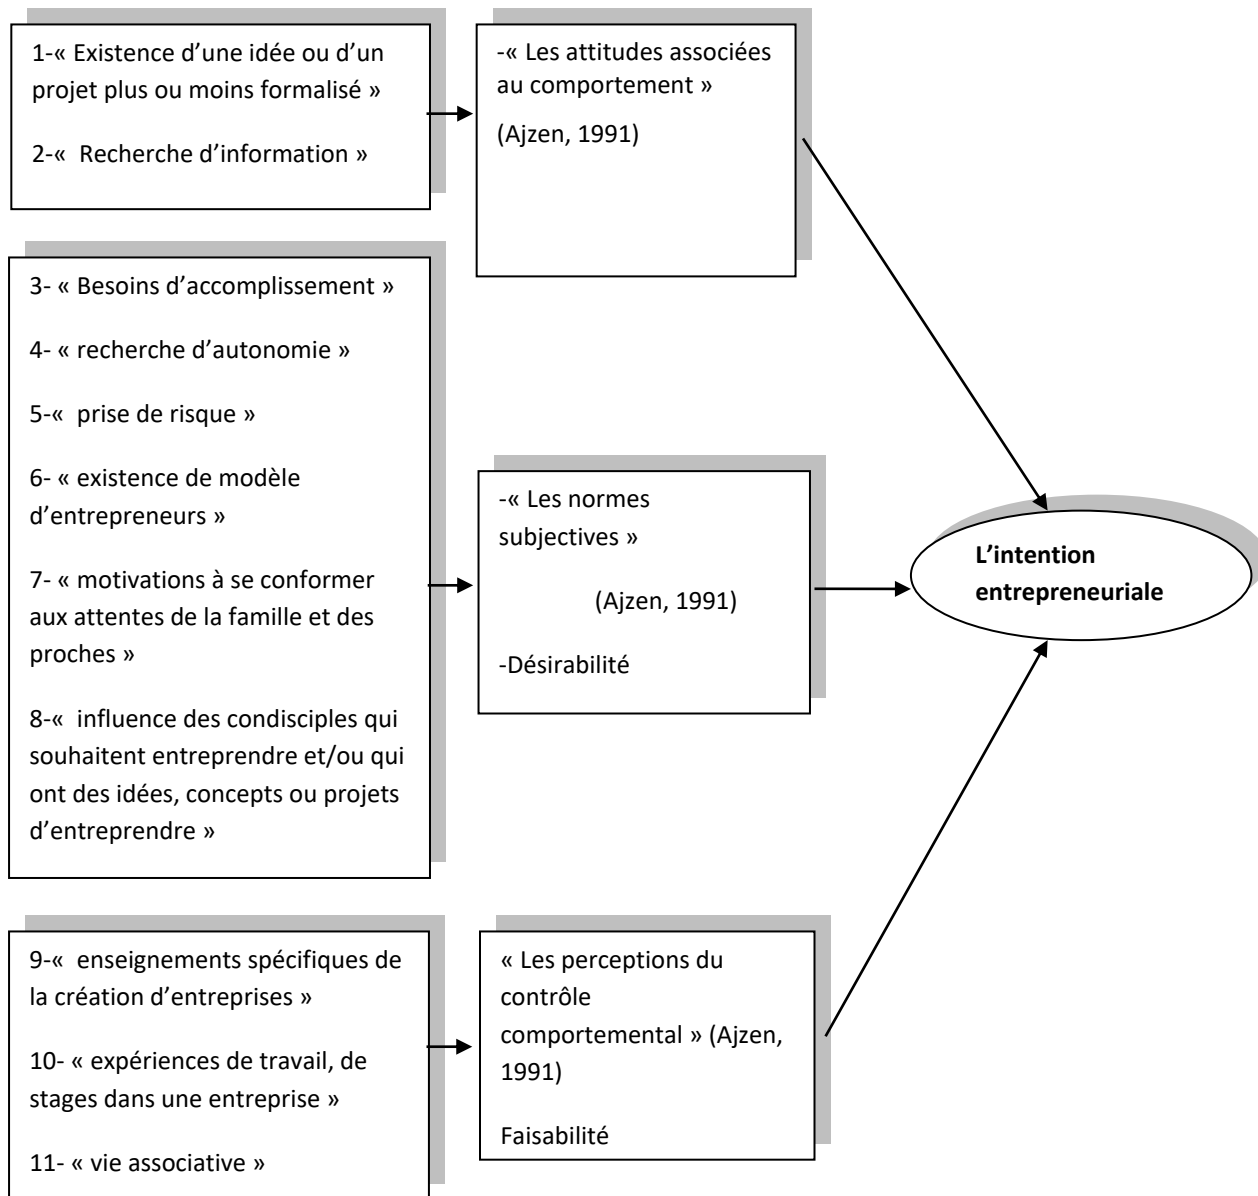 1-« Existence d’une idée ou d’un
projet plus ou moins formalisé »
2-«  Recherche d’information »
-« Les attitudes associées
au comportement »
(Ajzen, 1991)
3- « Besoins d’accomplissement »
4- « recherche d’autonomie »
5-«  prise de risque »
6- « existence de modèle
d’entrepreneurs »
7- « motivations à se conformer
aux attentes de la famille et des
proches »
8-«  influence des condisciples qui
souhaitent entreprendre et/ou qui
ont des idées, concepts ou projets
d’entreprendre »
-« Les normes
subjectives »
(Ajzen, 1991)
-Désirabilité
L’intention
entrepreneuriale
9-«  enseignements spécifiques de
la création d’entreprises »
10- « expériences de travail, de
stages dans une entreprise »
11- « vie associative »
« Les perceptions du
contrôle
comportemental » (Ajzen,
1991)
Faisabilité